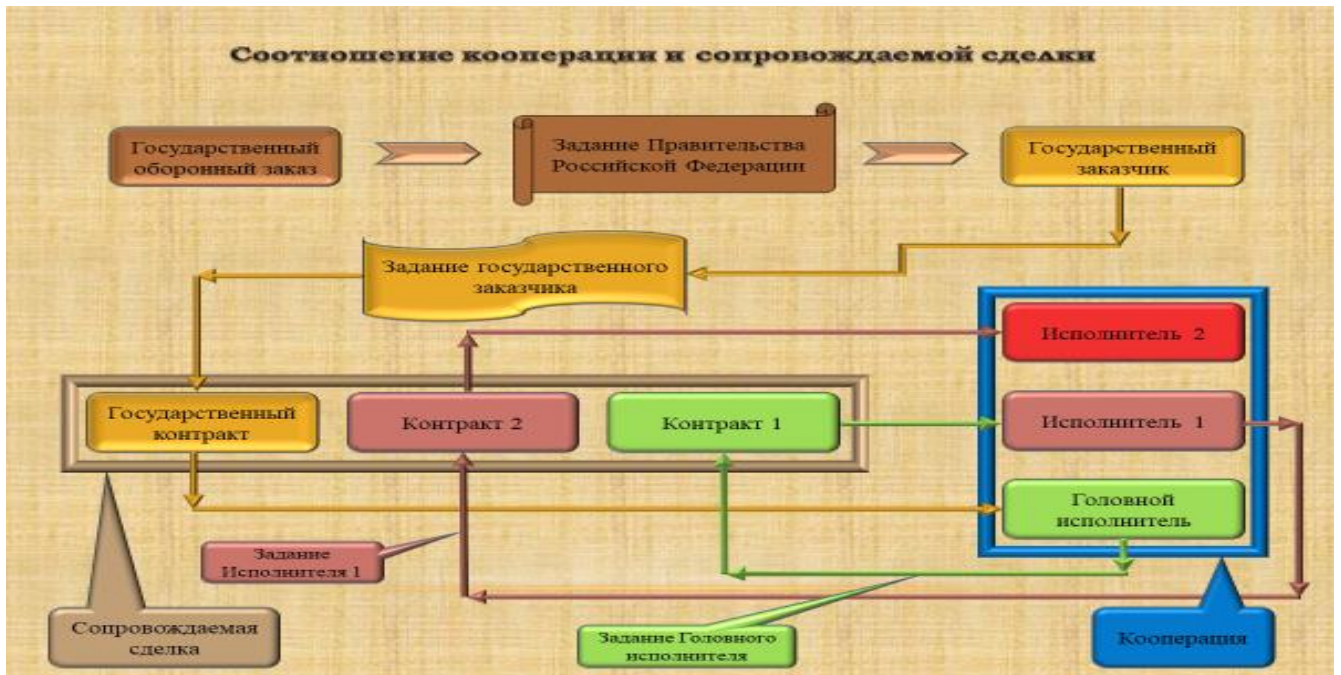 Соотношение кооперации и сопровождаемой сделки
Государственный
оборонный заказ
Задание Правительства
Российской Федерации
Государственный
заказчик
Задание государственного
заказчика
Исполнитель 2
Государственный
контракт
Контракт 2
Контракт 1
Исполнитель 1
Головной
исполнитель
Задание
Исполнителя 1
Сопровождаемая
сделка
Задание Головного
исполнителя
Кооперация